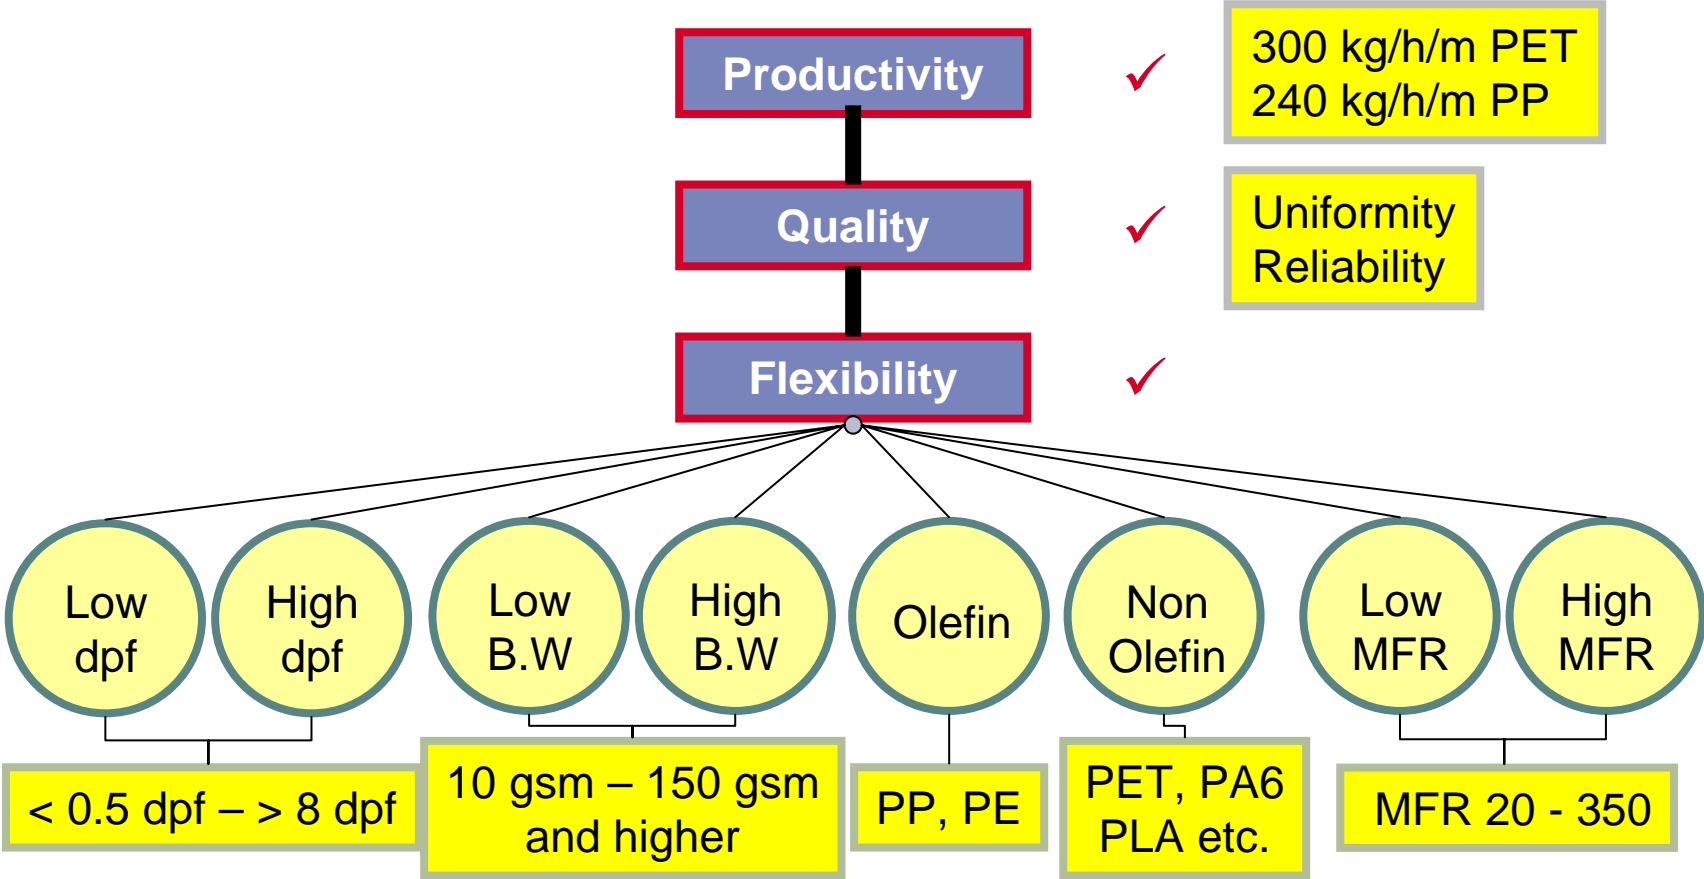 Productivity
300 kg/h/m PET
240 kg/h/m PP
Quality
Uniformity
Reliability
Flexibility
Low
dpf
High
dpf
Low
B.W
High
B.W
Olefin
Non
Olefin
Low
MFR
High
MFR
< 0.5 dpf – > 8 dpf
10 gsm – 150 gsm
and higher
PP, PE
PET, PA6
PLA etc.
MFR 20 - 350